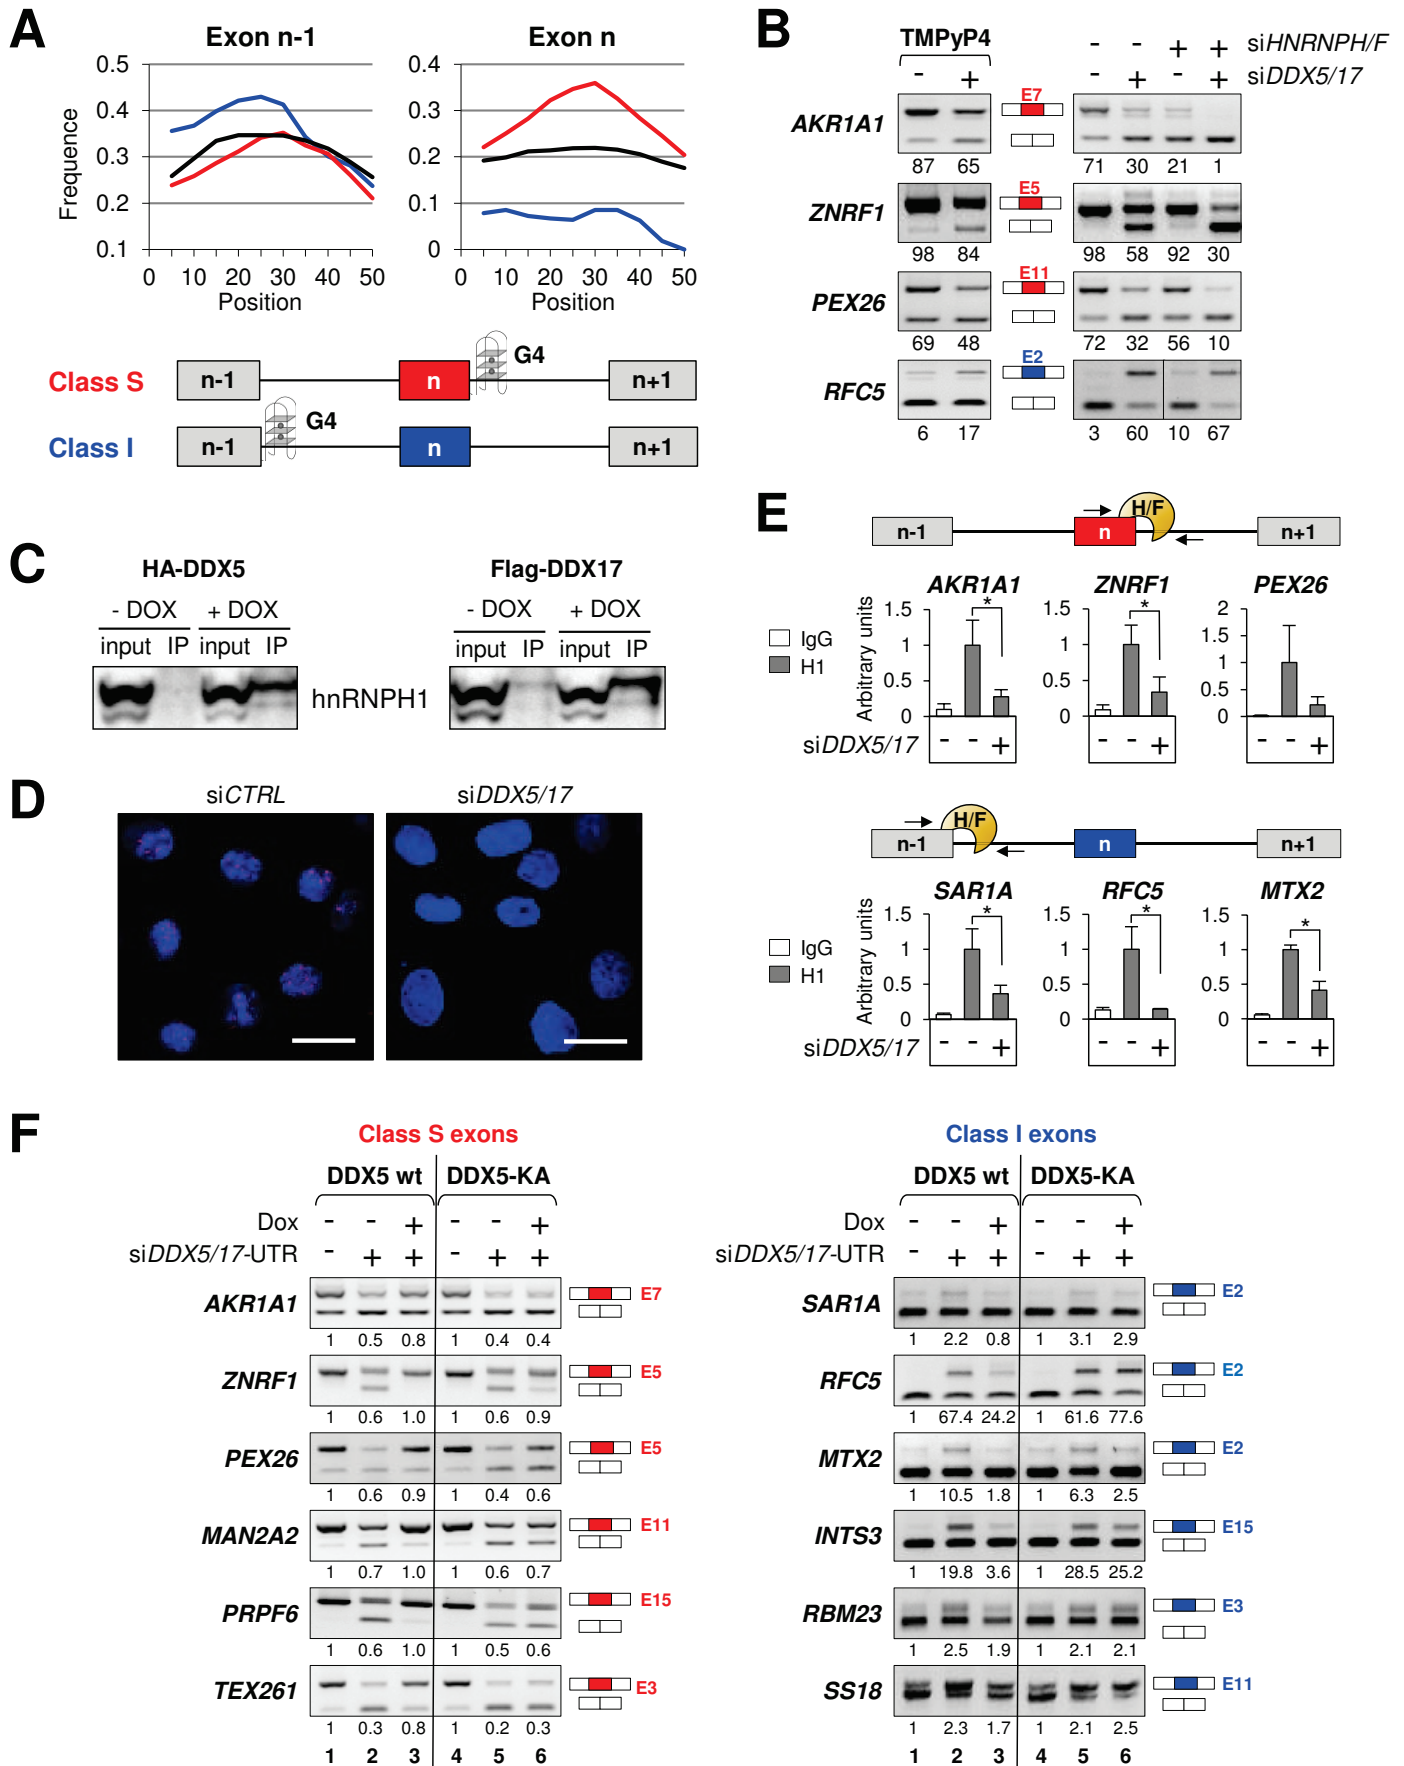 A
Exon n-1
Exon n
Frequence
0.5
0.4
0.3
0.2
0.1
0 10 20 30 40 50
Position
0.4
0.3
0.2
0.1
0
0 10 20 30 40 50
Position
Class S
n-1
n
G4
n+1
Class I
n-1
G4
n
n+1
B
TMPyP4
- +
- - + + siHNRNPH/F
- + - + siDDX5/17
AKR1A1
E7
87 65
71 30 21 1
ZNRF1
E5
98 84
98 58 92 30
PEX26
E11
69 48
72 32 56 10
RFC5
E2
6 17
3 60 10 67
C
HA-DDX5
- DOX + DOX
input IP input IP
hnRNPH1
Flag-DDX17
- DOX + DOX
input IP input IP
D
siCTRL
siDDX5/17
E
n-1
n
H/F
n+1
IgG
H1
Arbitrary units
AKR1A1
1.5
1
0.5
0
ZNRF1
1.5
1
0.5
0
PEX26
2
1.5
1
0.5
0
*
*
siDDX5/17
- - +
- - +
- - +
n-1
H/F
n
n+1
IgG
H1
Arbitrary units
SAR1A
1.5
1
0.5
0
RFC5
1.5
1
0.5
0
MTX2
1.5
1
0.5
0
*
*
*
siDDX5/17
- - +
- - +
- - +
F
Class S exons
DDX5 wt DDX5-KA
Dox - - + - - +
siDDX5/17-UTR - + + - + +
AKR1A1
E7
1 0.5 0.8 1 0.4 0.4
ZNRF1
E5
1 0.6 1.0 1 0.6 0.9
PEX26
E5
1 0.6 0.9 1 0.4 0.6
MAN2A2
E11
1 0.7 1.0 1 0.6 0.7
PRPF6
E15
1 0.6 1.0 1 0.5 0.6
TEX261
E3
1 0.3 0.8 1 0.2 0.3
1 2 3 4 5 6
Class I exons
DDX5 wt DDX5-KA
Dox - - + - - +
siDDX5/17-UTR - + + - + +
SAR1A
E2
1 2.2 0.8 1 3.1 2.9
RFC5
E2
1 67.4 24.2 1 61.6 77.6
MTX2
E2
1 10.5 1.8 1 6.3 2.5
INTS3
E15
1 19.8 3.6 1 28.5 25.2
RBM23
E3
1 2.5 1.9 1 2.1 2.1
SS18
E11
1 2.3 1.7 1 2.1 2.5
1 2 3 4 5 6